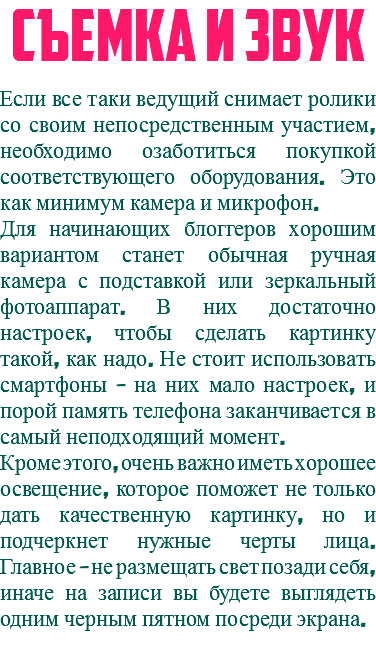 СЪЕМКА И ЗВУК
Если все таки ведущий снимает ролики
со своим непосредственным участием,
необходимо озаботиться покупкой
соответствующего оборудования. Это
как минимум камера и микрофон.
Для начинающих блоггеров хорошим
вариантом станет обычная ручная
камера с подставкой или зеркальный
фотоаппарат. В них достаточно
настроек, чтобы сделать картинку
такой, как надо. Не стоит использовать
смартфоны – на них мало настроек, и
порой память телефона заканчивается в
самый неподходящий момент.
Кроме этого, очень важно иметь хорошее
освещение, которое поможет не только
дать качественную картинку, но и
подчеркнет нужные черты лица.
Главное – не размещать свет позади себя,
иначе на записи вы будете выглядеть
одним черным пятном посреди экрана.